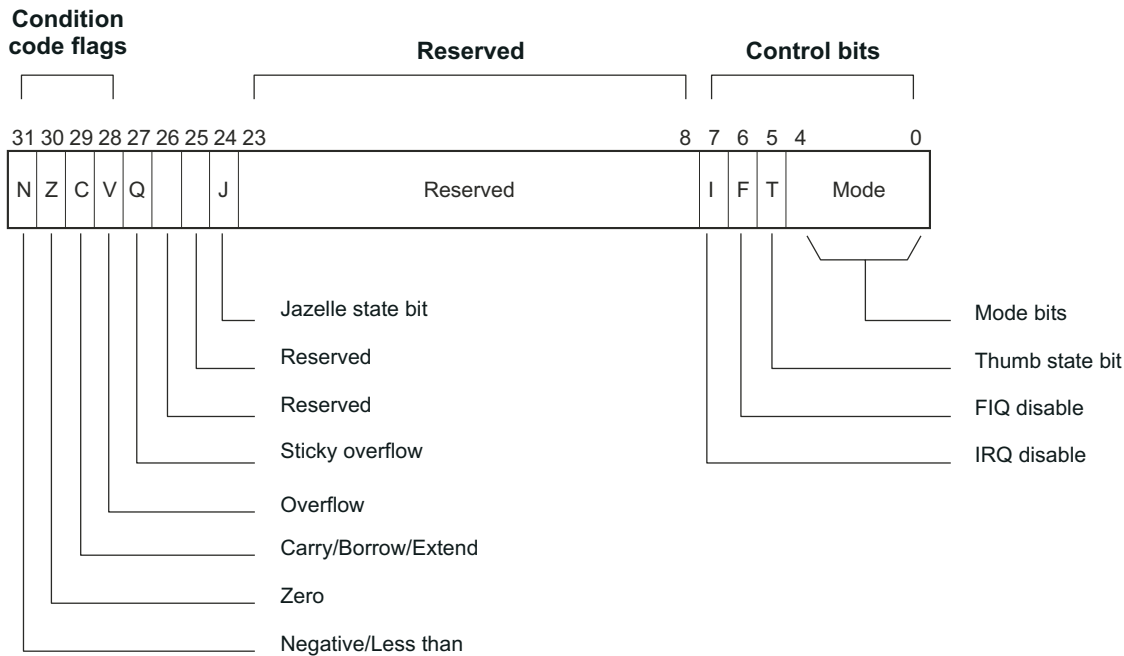 Condition
code flags
Reserved
Control bits
31 30 29 28 27 26 25 24 23 8 7 6 5 4 0
N Z C V Q J Reserved I F T Mode
Jazelle state bit
Reserved
Reserved
Sticky overflow
Overflow
Carry/Borrow/Extend
Zero
Negative/Less than
Mode bits
Thumb state bit
FIQ disable
IRQ disable